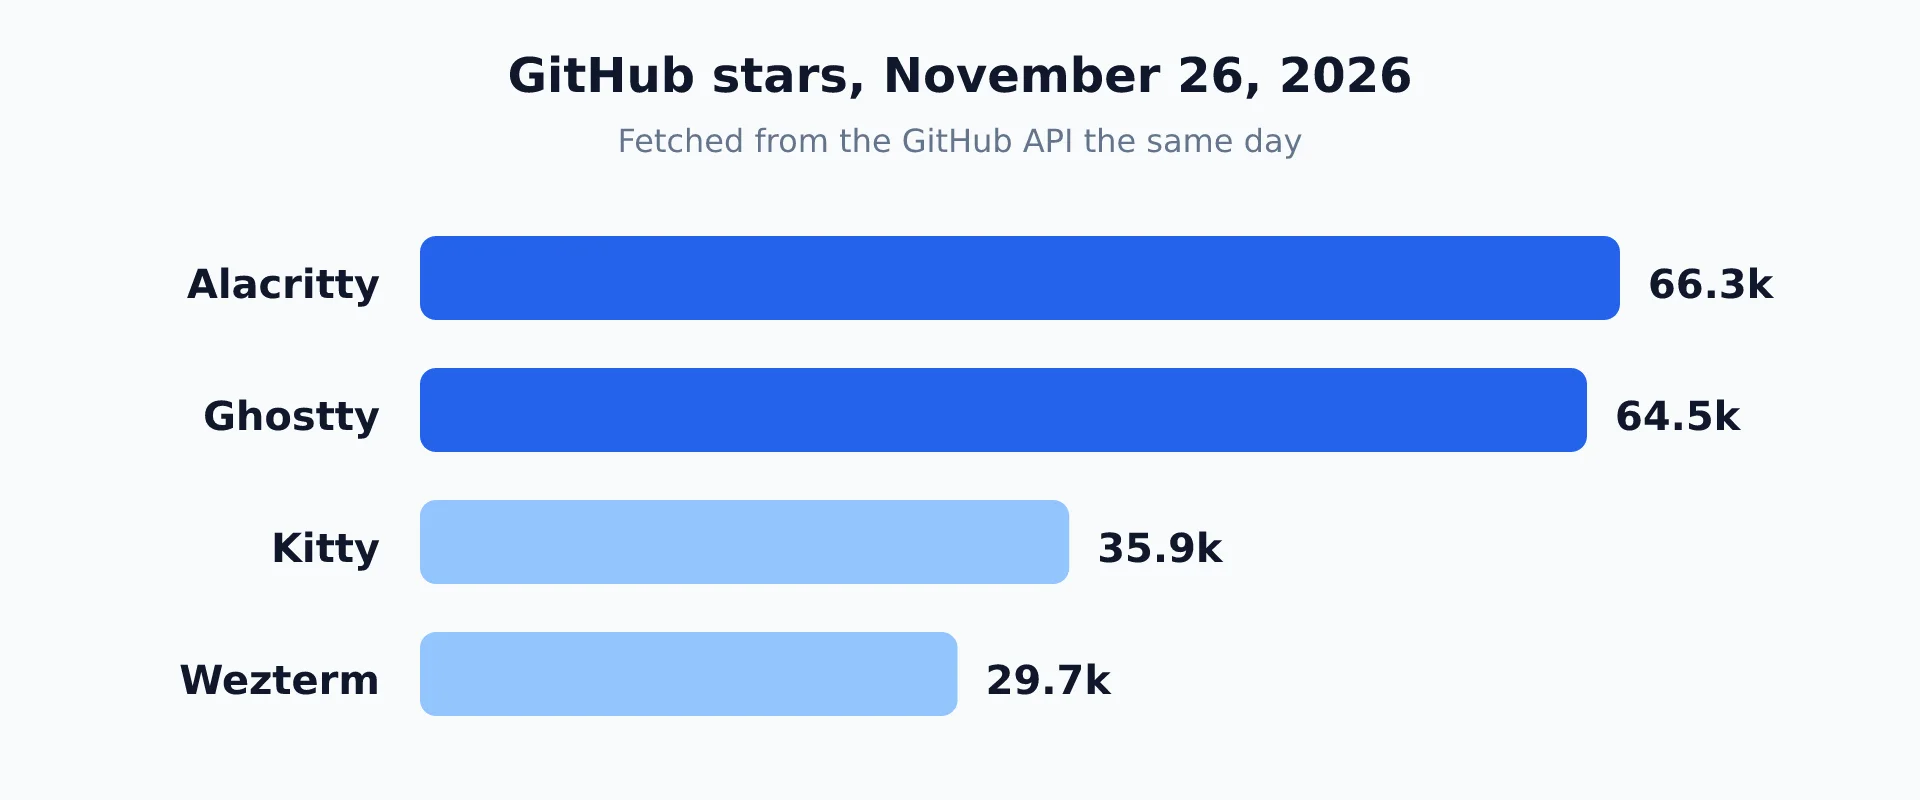 GitHub stars, November 26, 2026
Fetched from the GitHub API the same day
Alacritty 66.3k
Ghostty 64.5k
Kitty 35.9k
Wezterm 29.7k